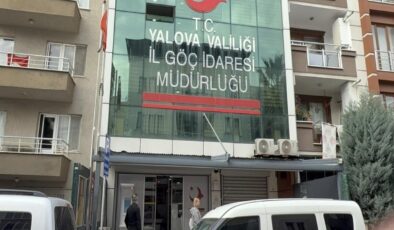 T.C.
YALOVA VALİLİĞİ
İL GÖÇ İDARESİ
MÜDÜRLÜĞÜ